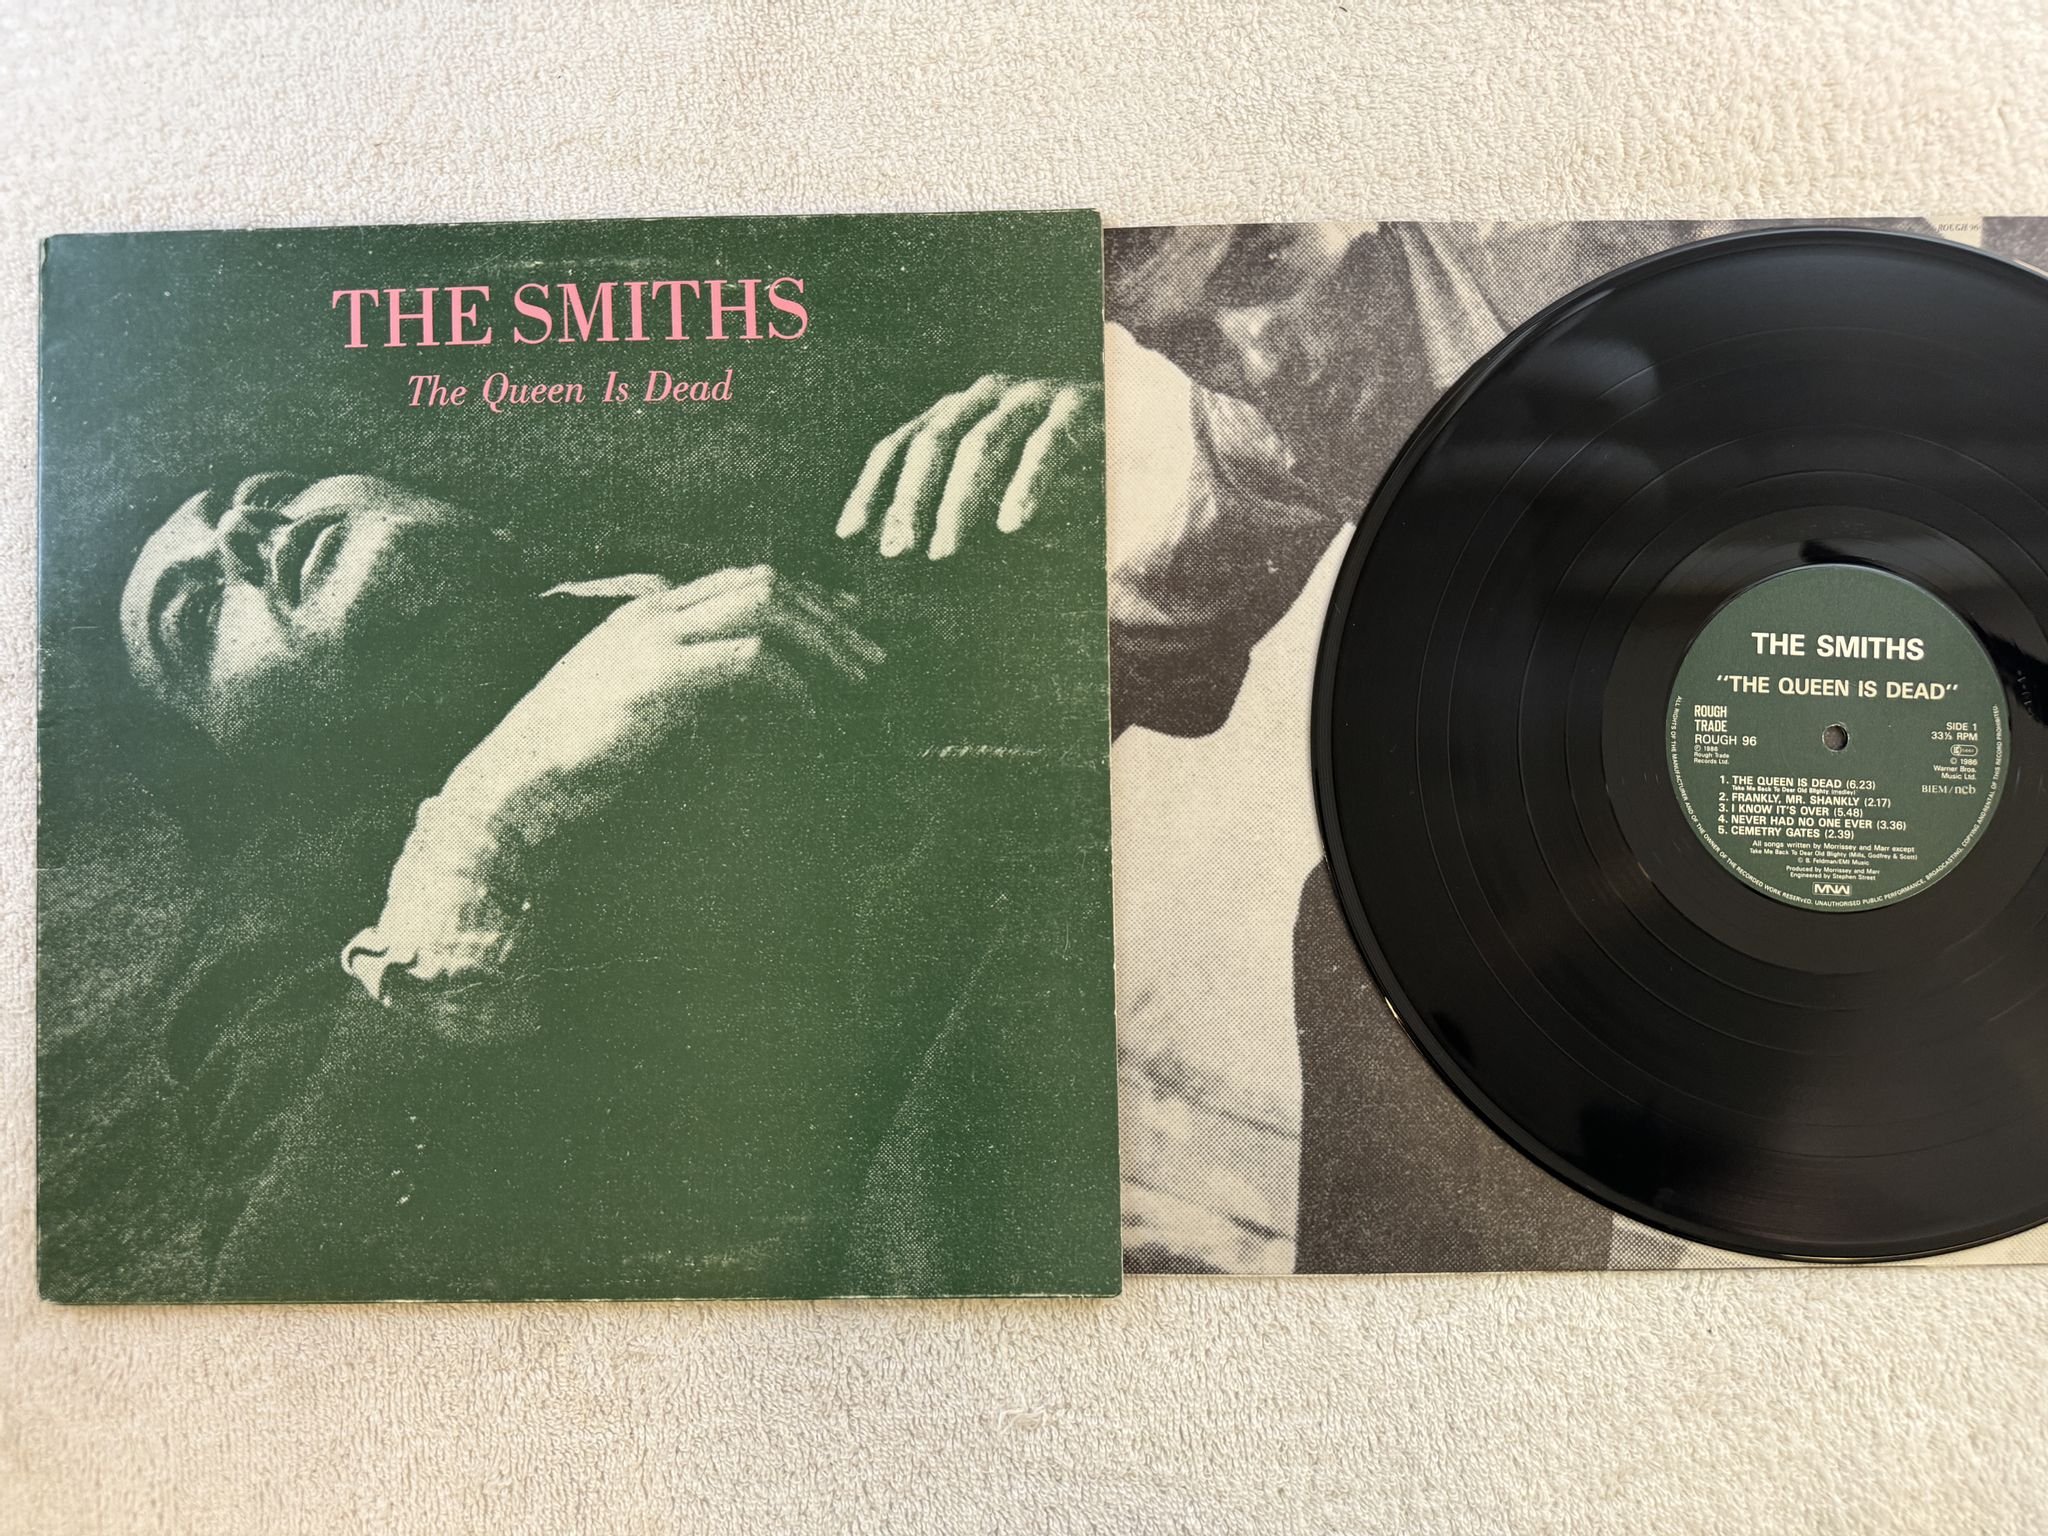 THE SMITHS
The Queen Is Dead
ROUGH 96
THE SMITHS
"THE QUEEN IS DEAD"
ROUGH
TRADE
ROUGH 96
℗ 1986
Rough Trade
Records Ltd.
SIDE 1
33⅓ RPM
© 1986
Warner Bros.
Music Ltd.
BIEM/ncb
1. THE QUEEN IS DEAD (6.23)
Take Me Back To Dear Old Blighty (medley)
2. FRANKLY, MR. SHANKLY (2.17)
3. I KNOW IT'S OVER (5.48)
4. NEVER HAD NO ONE EVER (3.36)
5. CEMETRY GATES (2.39)
All songs written by Morrissey and Marr except
Take Me Back To Dear Old Blighty (Mills, Godfrey & Scott)
© B. Feldman/EMI Music
Produced by Morrissey and Marr
Engineered by Stephen Street
MNW
ALL RIGHTS OF THE MANUFACTURER AND OF THE OWNER OF THE RECORDED WORK RESERVED. UNAUTHORISED PUBLIC PERFORMANCE, BROADCASTING, COPYING AND RENTAL OF THIS RECORD PROHIBITED.